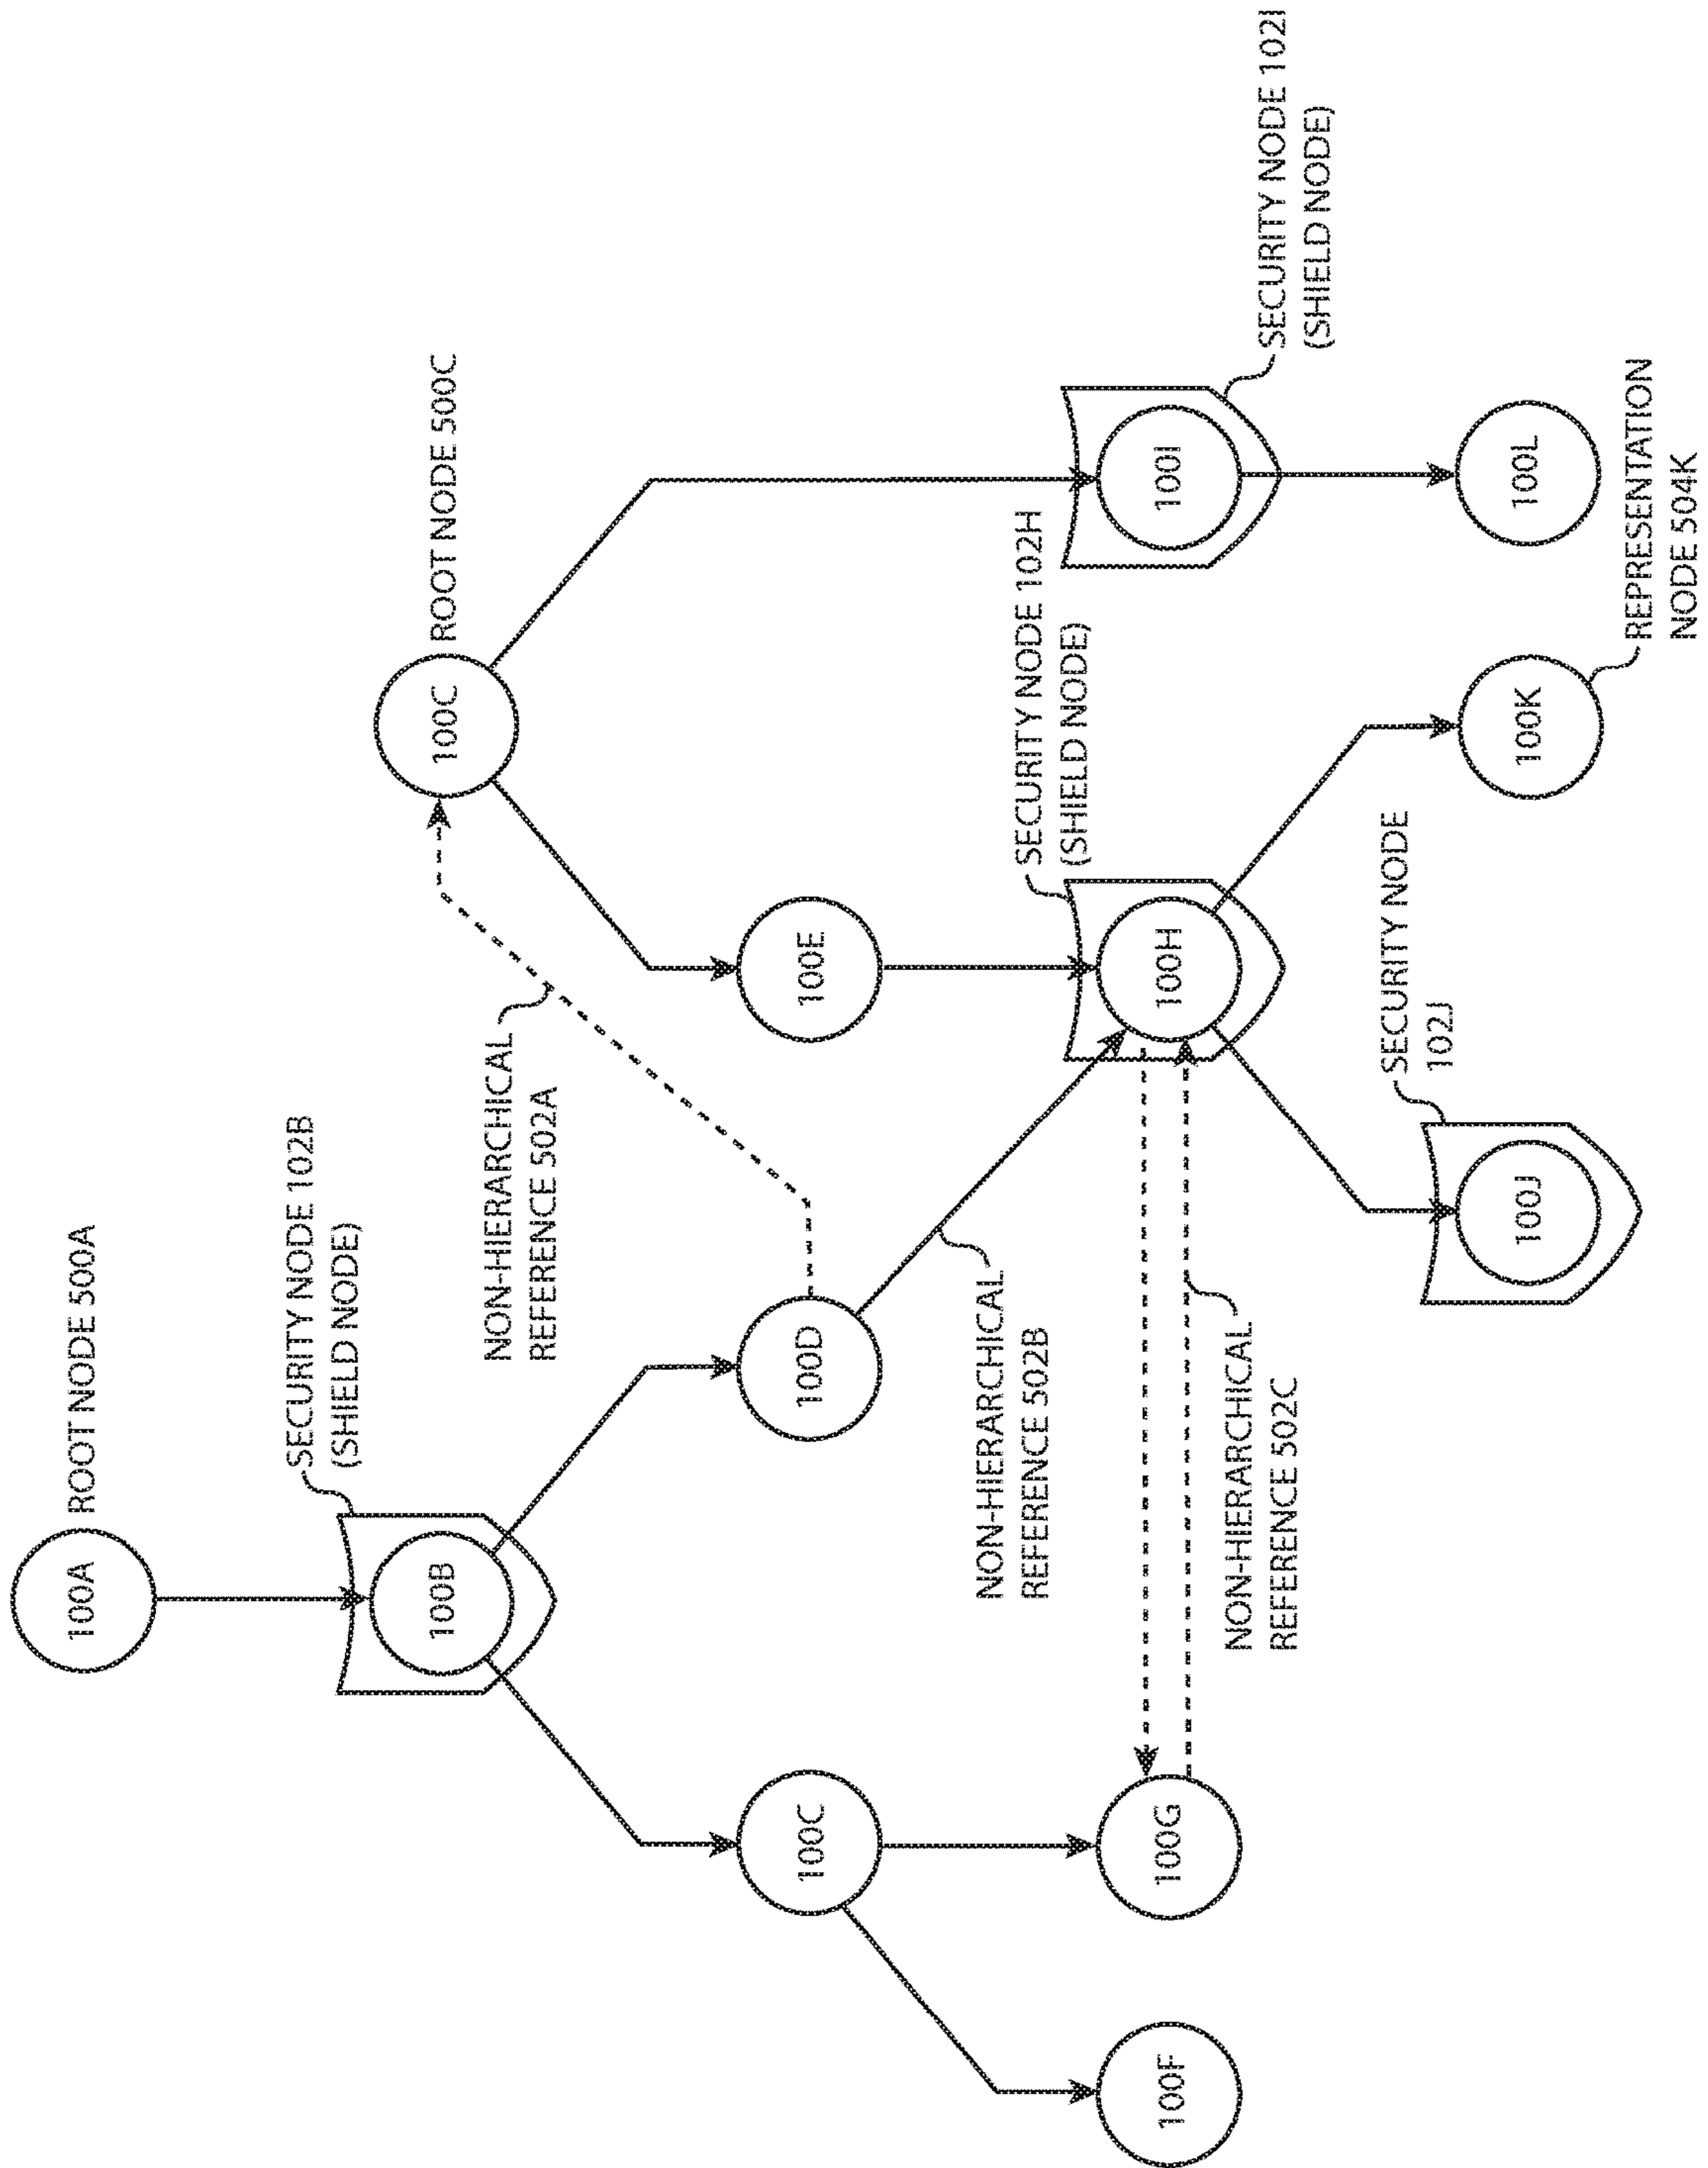 100A
ROOT NODE 500A
SECURITY NODE 102B
(SHIELD NODE)
100B
100C
ROOT NODE 500C
NON-HIERARCHICAL
REFERENCE 502A
100C
100D
100E
NON-HIERARCHICAL
REFERENCE 502B
SECURITY NODE 102H
(SHIELD NODE)
100F
100G
100H
100I
SECURITY NODE 102I
(SHIELD NODE)
NON-HIERARCHICAL
REFERENCE 502C
SECURITY NODE
102J
100J
100K
100L
REPRESENTATION
NODE 504K